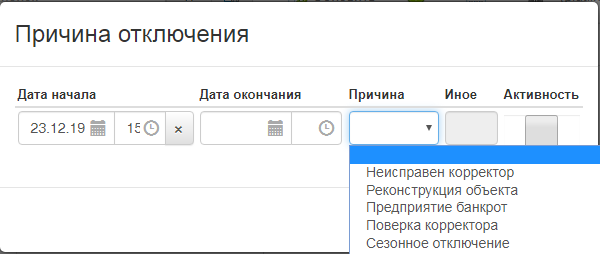 Причина отключения
Дата начала Дата окончания Причина Иное Активность
23.12.19 15 ×
Неисправен корректор
Реконструкция объекта
Предприятие банкрот
Поверка корректора
Сезонное отключение